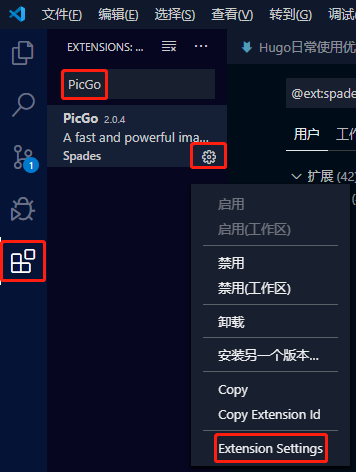 文件(F) 编辑(E) 选择(S) 查看(V) 转到(G) 调试
EXTENSIONS: ...
Hugo日常使用优
PicGo
@ext:spade
PicGo 2.0.4
A fast and powerful ima...
Spades
用户 工作
扩展 (42)
1
启用
启用(工作区)
禁用
禁用(工作区)
卸载
安装另一个版本...
Copy
Copy Extension Id
Extension Settings